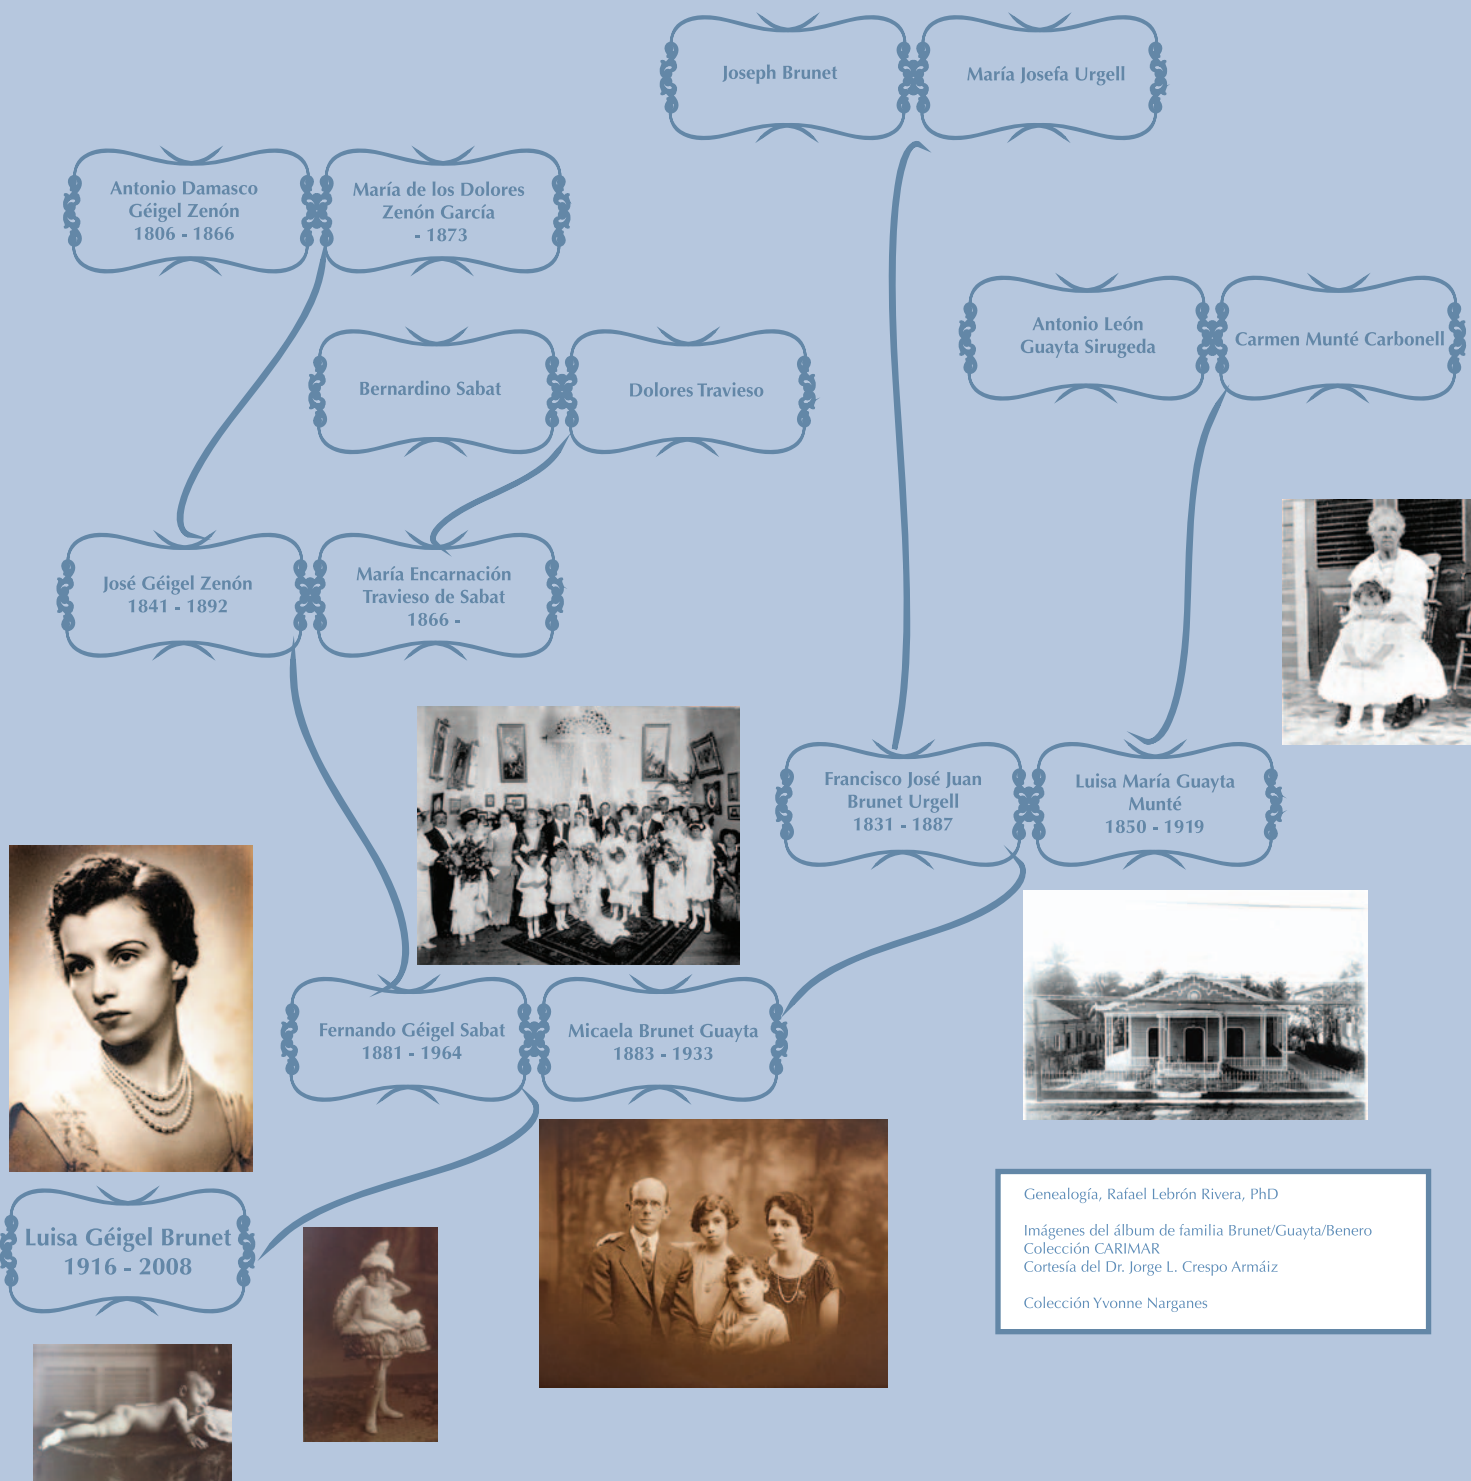 Joseph Brunet
María Josefa Urgell
Antonio Damasco
Géigel Zenón
1806 - 1866
María de los Dolores
Zenón García
- 1873
Antonio León
Guayta Sirugeda
Carmen Munté Carbonell
Bernardino Sabat
Dolores Travieso
José Géigel Zenón
1841 - 1892
María Encarnación
Travieso de Sabat
1866 -
Francisco José Juan
Brunet Urgell
1831 - 1887
Luisa María Guayta
Munté
1850 - 1919
Fernando Géigel Sabat
1881 - 1964
Micaela Brunet Guayta
1883 - 1933
Luisa Géigel Brunet
1916 - 2008
Genealogía, Rafael Lebrón Rivera, PhD
Imágenes del álbum de familia Brunet/Guayta/Benero
Colección CARIMAR
Cortesía del Dr. Jorge L. Crespo Armáiz
Colección Yvonne Narganes